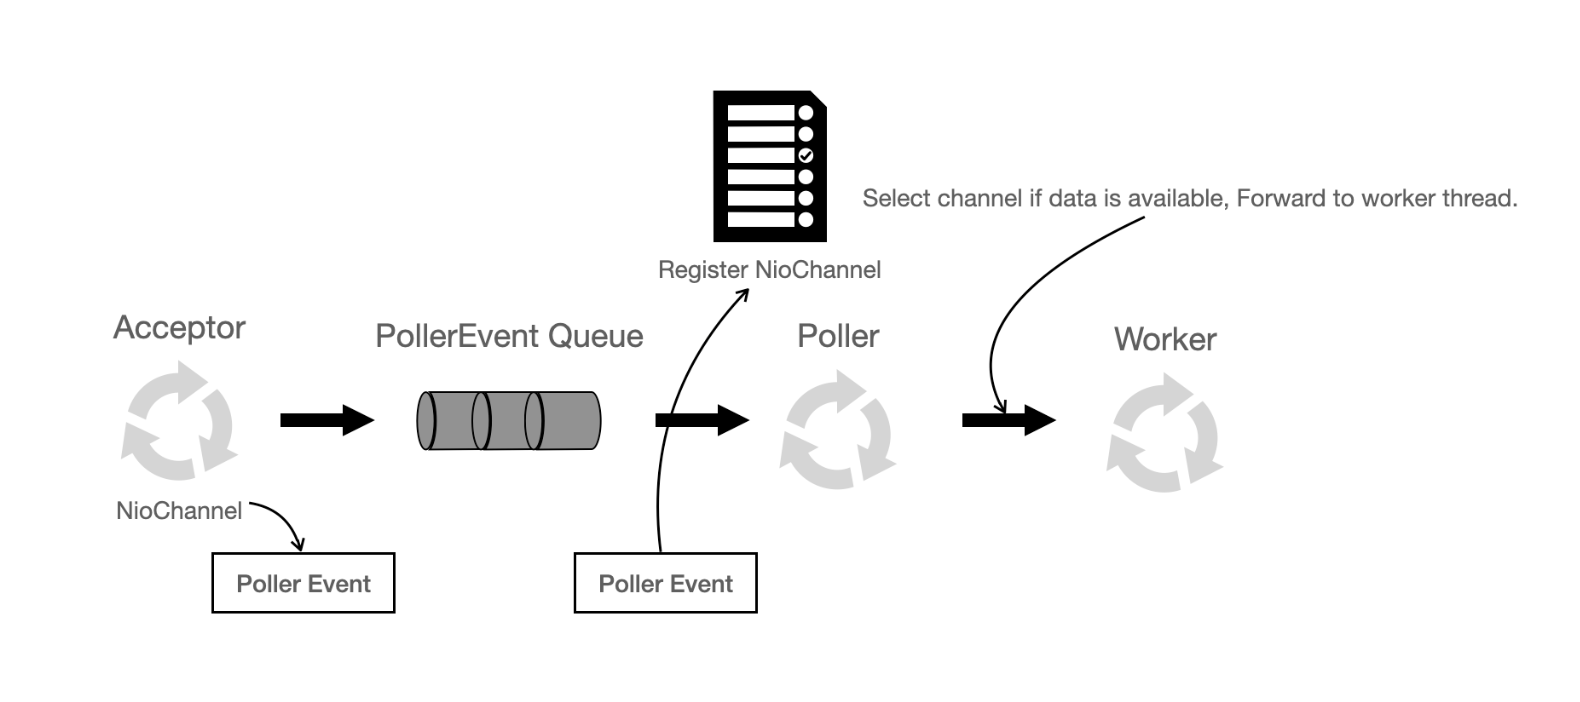 Select channel if data is available, Forward to worker thread.
Register NioChannel
Acceptor
PollerEvent Queue
Poller
Worker
NioChannel
Poller Event
Poller Event